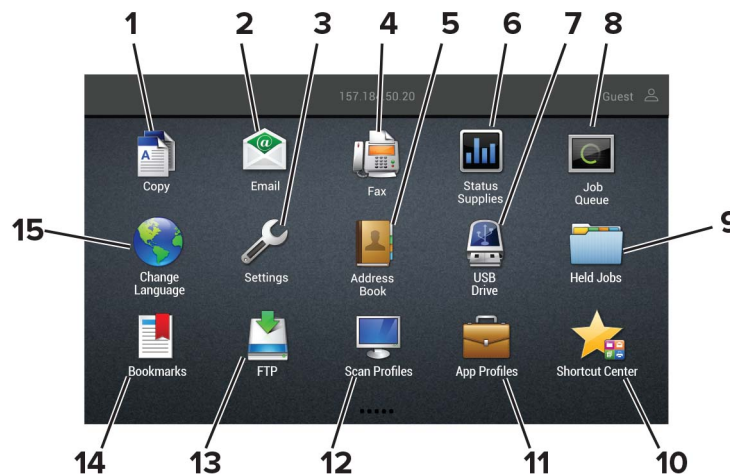 1 2 3 4 5 6 7 8
157.184.50.20 Guest
A @
Copy Email Fax Status Supplies Job Queue
15 9
Change Language Settings Address Book USB Drive Held Jobs
Bookmarks FTP Scan Profiles App Profiles Shortcut Center
14 13 12 11 10